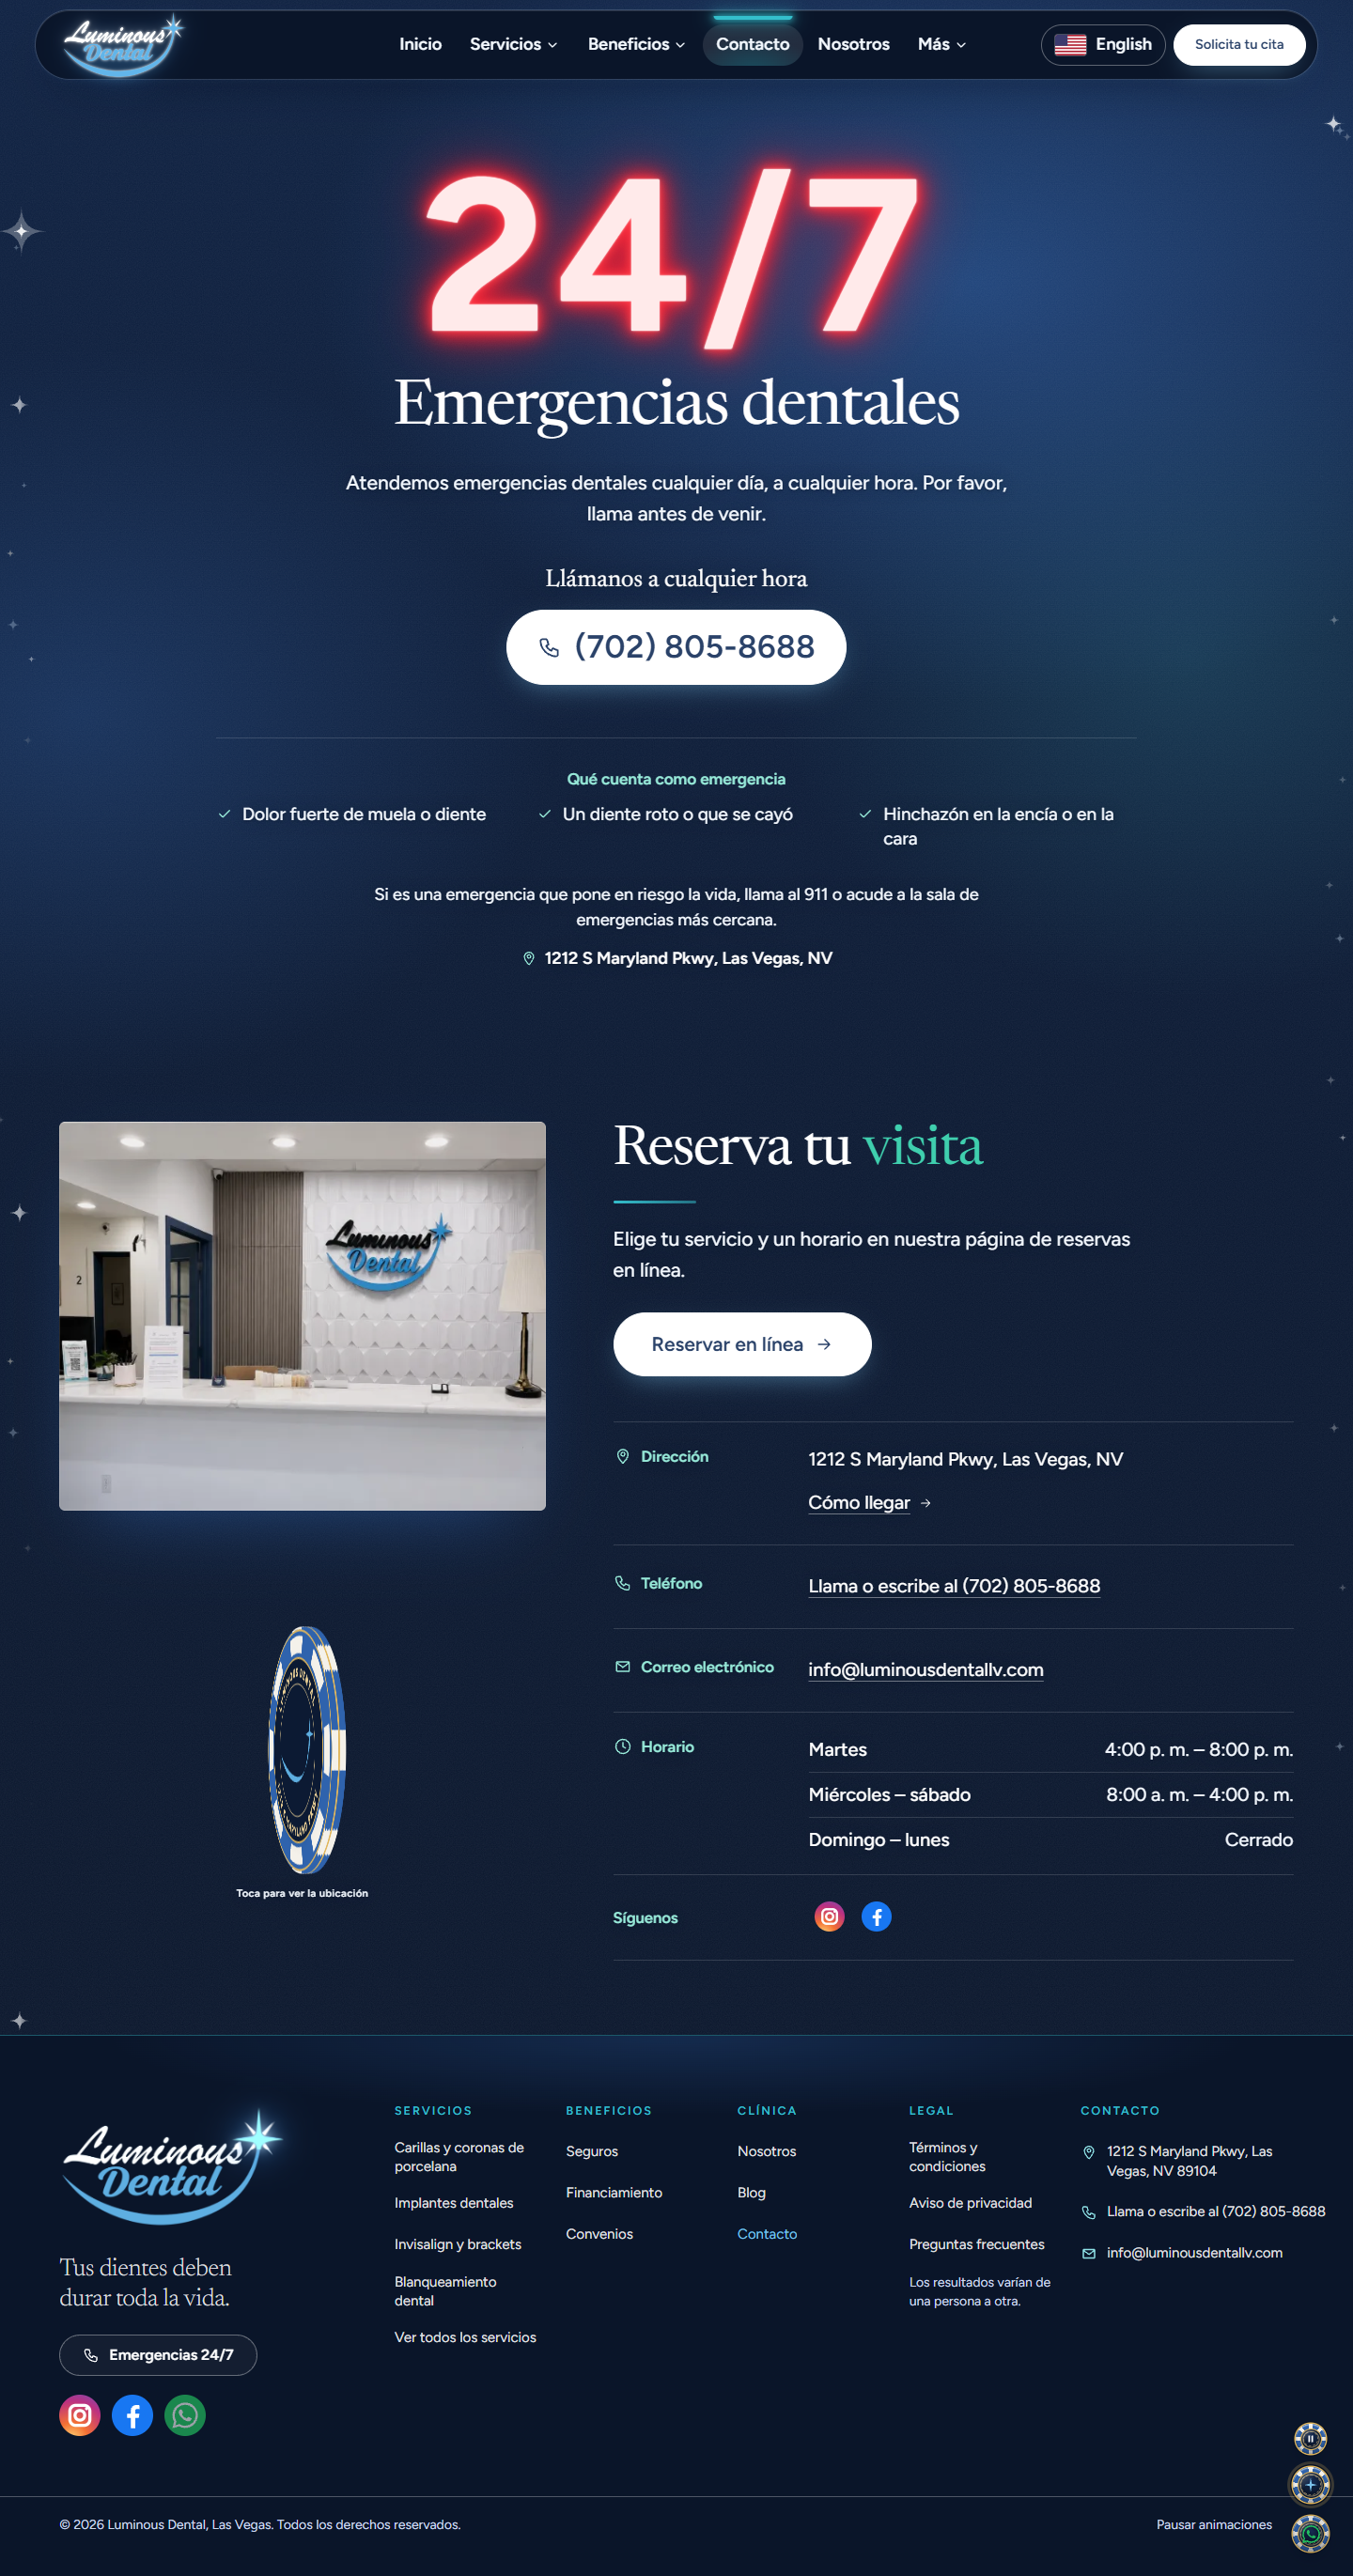 Luminous
Dental
Inicio
Servicios
Beneficios
Contacto
Nosotros
Más
English
Solicita tu cita
24/7
Emergencias dentales
Atendemos emergencias dentales cualquier día, a cualquier hora. Por favor,
llama antes de venir.
Llámanos a cualquier hora
(702) 805-8688
Qué cuenta como emergencia
Dolor fuerte de muela o diente
Un diente roto o que se cayó
Hinchazón en la encía o en la
cara
Si es una emergencia que pone en riesgo la vida, llama al 911 o acude a la sala de
emergencias más cercana.
1212 S Maryland Pkwy, Las Vegas, NV
Luminous
Dental
2
Reserva tu visita
Elige tu servicio y un horario en nuestra página de reservas
en línea.
Reservar en línea
Dirección
1212 S Maryland Pkwy, Las Vegas, NV
Cómo llegar
Teléfono
Llama o escribe al (702) 805-8688
Correo electrónico
info@luminousdentallv.com
Horario
Martes
4:00 p. m. – 8:00 p. m.
Miércoles – sábado
8:00 a. m. – 4:00 p. m.
Domingo – lunes
Cerrado
Toca para ver la ubicación
Síguenos
Luminous
Dental
Tus dientes deben
durar toda la vida.
Emergencias 24/7
SERVICIOS
Carillas y coronas de
porcelana
Implantes dentales
Invisalign y brackets
Blanqueamiento
dental
Ver todos los servicios
BENEFICIOS
Seguros
Financiamiento
Convenios
CLÍNICA
Nosotros
Blog
Contacto
LEGAL
Términos y
condiciones
Aviso de privacidad
Preguntas frecuentes
Los resultados varían de
una persona a otra.
CONTACTO
1212 S Maryland Pkwy, Las
Vegas, NV 89104
Llama o escribe al (702) 805-8688
info@luminousdentallv.com
© 2026 Luminous Dental, Las Vegas. Todos los derechos reservados.
Pausar animaciones